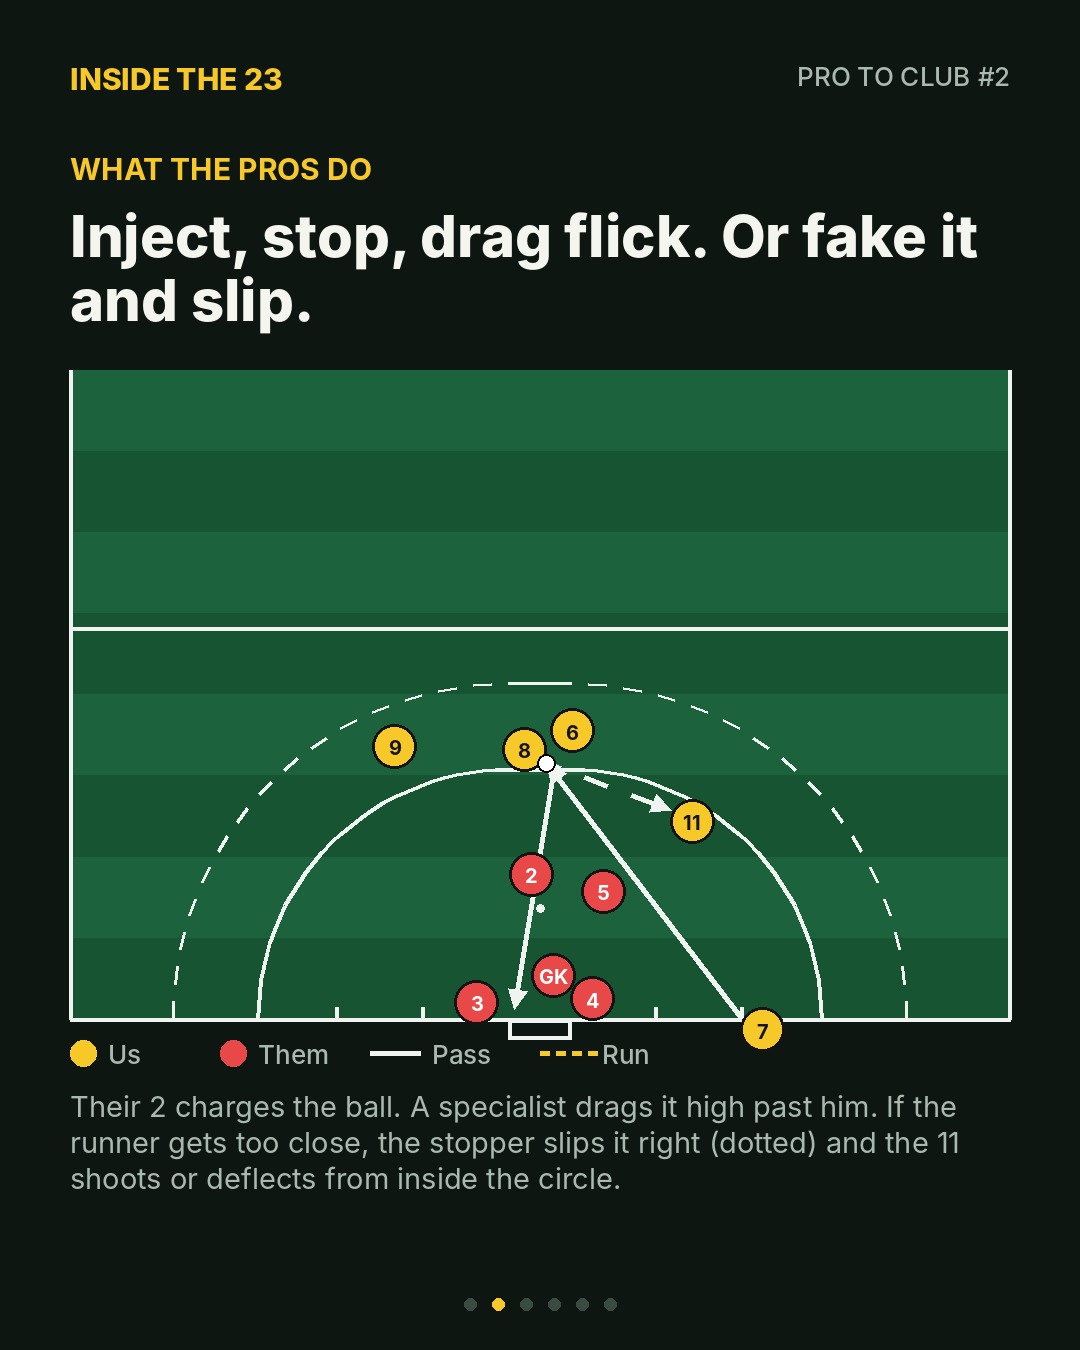 INSIDE THE 23
PRO TO CLUB #2
WHAT THE PROS DO
Inject, stop, drag flick. Or fake it
and slip.
9
8
6
11
2
5
GK
3
4
7
Us
Them
Pass
Run
Their 2 charges the ball. A specialist drags it high past him. If the
runner gets too close, the stopper slips it right (dotted) and the 11
shoots or deflects from inside the circle.